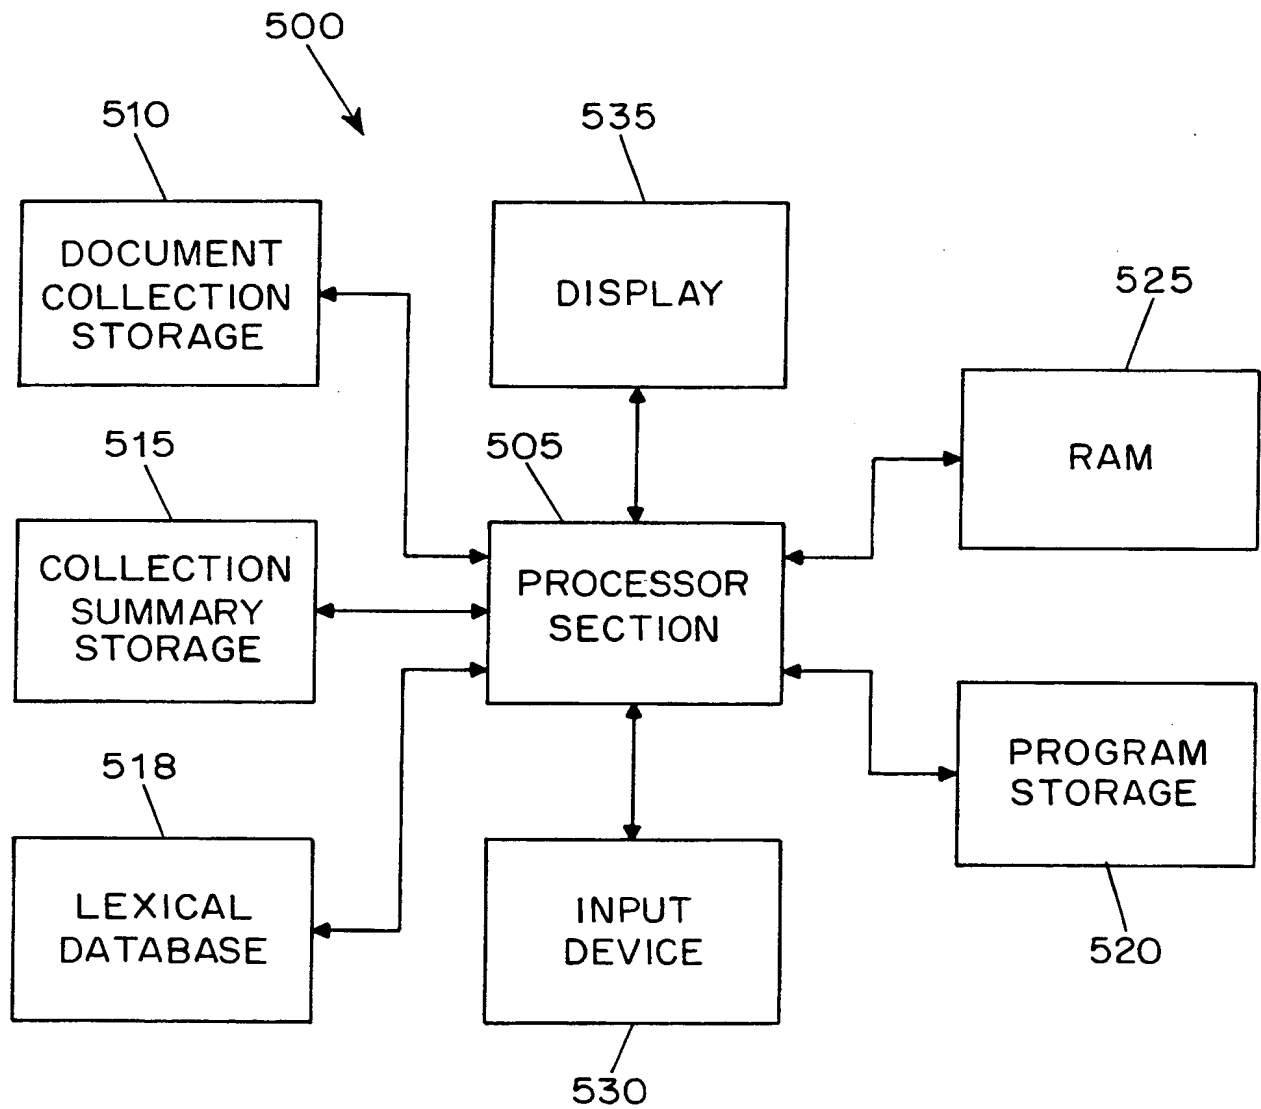 500
510
535
DOCUMENT
COLLECTION
STORAGE
DISPLAY
525
RAM
515
505
COLLECTION
SUMMARY
STORAGE
PROCESSOR
SECTION
518
PROGRAM
STORAGE
LEXICAL
DATABASE
INPUT
DEVICE
520
530